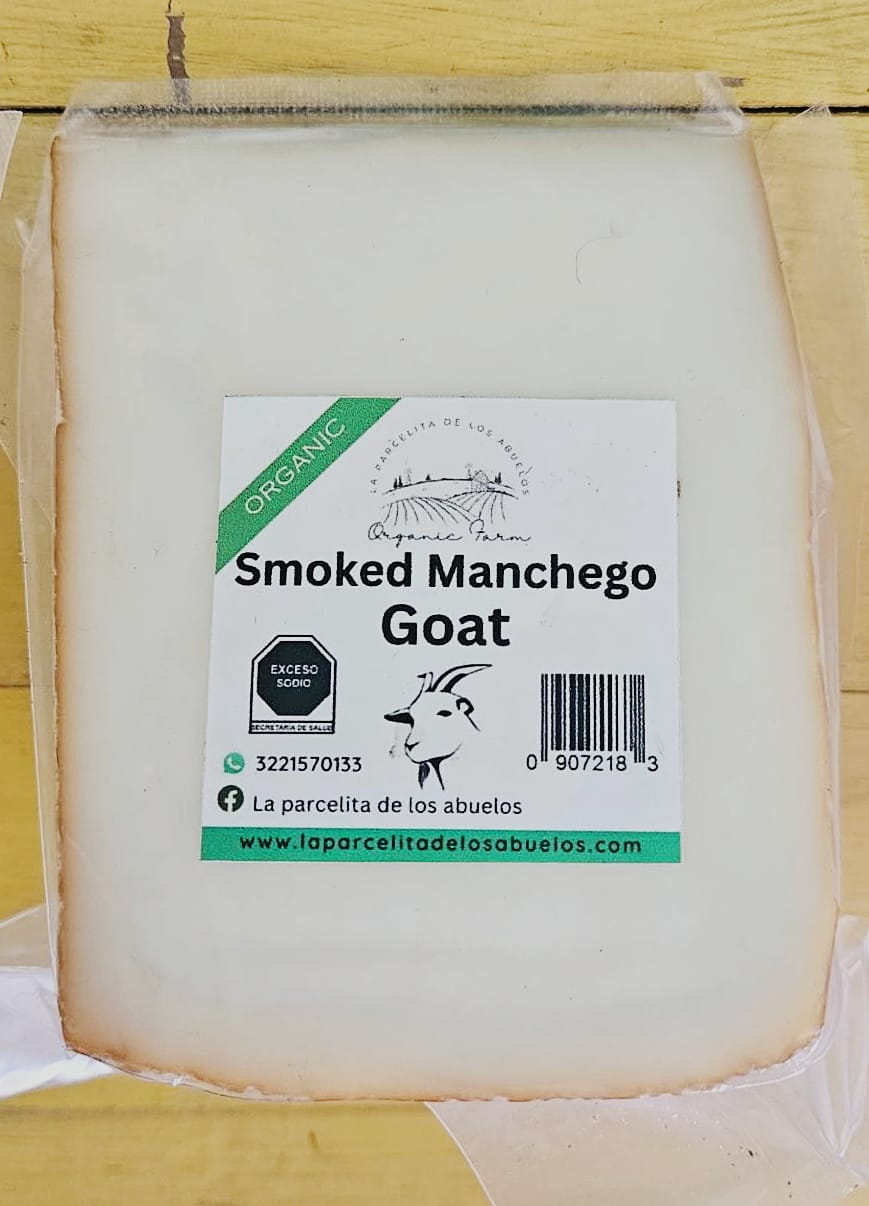 ORGANIC
LA PARCELITA DE LOS ABUELOS
Organic Farm
Smoked Manchego
Goat
EXCESO
SODIO
SECRETARÍA DE SALUD
0 907218 3
3221570133
La parcelita de los abuelos
www.laparcelitadelosabuelos.com